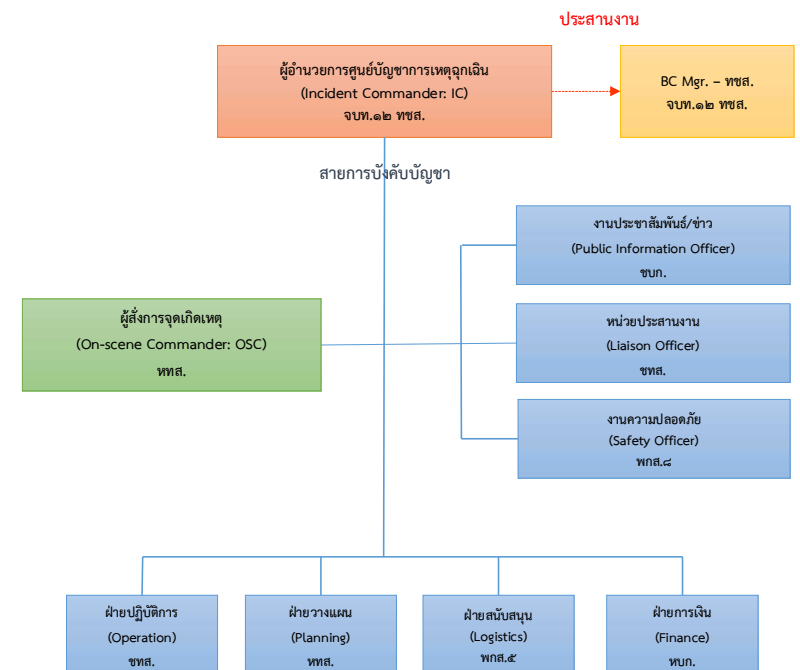 ประสานงาน
ผู้อำนวยการศูนย์บัญชาการเหตุฉุกเฉิน
(Incident Commander: IC)
จบท.๑๒ ทซส.
BC Mgr. – ทซส.
จบท.๑๒ ทซส.
สายการบังคับบัญชา
งานประชาสัมพันธ์/ข่าว
(Public Information Officer)
ชบก.
ผู้สั่งการจุดเกิดเหตุ
(On-scene Commander: OSC)
หทส.
หน่วยประสานงาน
(Liaison Officer)
ชทส.
งานความปลอดภัย
(Safety Officer)
พกส.๘
ฝ่ายปฏิบัติการ
(Operation)
ชทส.
ฝ่ายวางแผน
(Planning)
หทส.
ฝ่ายสนับสนุน
(Logistics)
พกส.๕
ฝ่ายการเงิน
(Finance)
หบก.